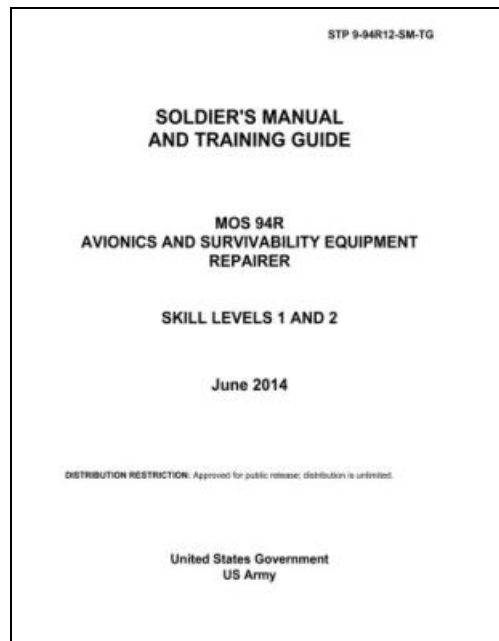 STP 9-94R12-SM-TG
SOLDIER'S MANUAL
AND TRAINING GUIDE
MOS 94R
AVIONICS AND SURVIVABILITY EQUIPMENT
REPAIRER
SKILL LEVELS 1 AND 2
June 2014
DISTRIBUTION RESTRICTION: Approved for public release; distribution is unlimited.
United States Government
US Army